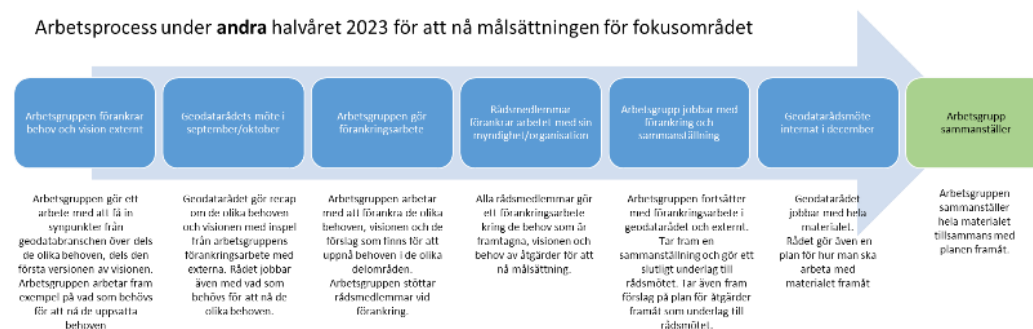 Arbetsprocess under andra halvåret 2023 för att nå målsättningen för fokusområdet
Arbetsgruppen förankrar
behov och vision externt
Geodatarådets möte i
september/oktober
Arbetsgruppen gör
förankringsarbete
Rådsmedlemmar
förankrar arbetet med sin
myndighet/organisation
Arbetsgrupp jobbar med
förankring och
sammanställning
Geodatarådsmöte
internat i december
Arbetsgrupp
sammanställer
Arbetsgruppen gör ett
arbete med att få in
synpunkter från
geodatabranschen över dels
de olika behoven, dels den
första versionen av visionen.
Arbetsgruppen arbetar fram
exempel på vad som behövs
för att nå de uppsatta
behoven
Geodatarådet gör recap
om de olika behoven
och visionen med inspel
från arbetsgruppens
förankringsarbete med
externa. Rådet jobbar
även med vad som
behövs för att nå de
olika behoven.
Arbetsgruppen arbetar
med att förankra de olika
behoven, visionen och de
förslag som finns för att
uppnå behoven i de olika
delområden.
Arbetsgruppen stöttar
rådsmedlemmar vid
förankring.
Alla rådsmedlemmar gör
ett förankringsarbete
kring de behov som är
framtagna, visionen och
behov av åtgärder för att
nå målsättning.
Arbetsgruppen fortsätter
med förankringsarbete i
geodatarådet och externt.
Tar fram en
sammanställning och gör ett
slutligt underlag till
rådsmötet. Tar även fram
förslag på plan för åtgärder
framåt som underlag till
rådsmötet.
Geodatarådet
jobbar med hela
materialet.
Rådet gör även en
plan för hur man ska
arbeta med
materialet framåt
Arbetsgruppen
sammanställer
hela materialet
tillsammans med
planen framåt.